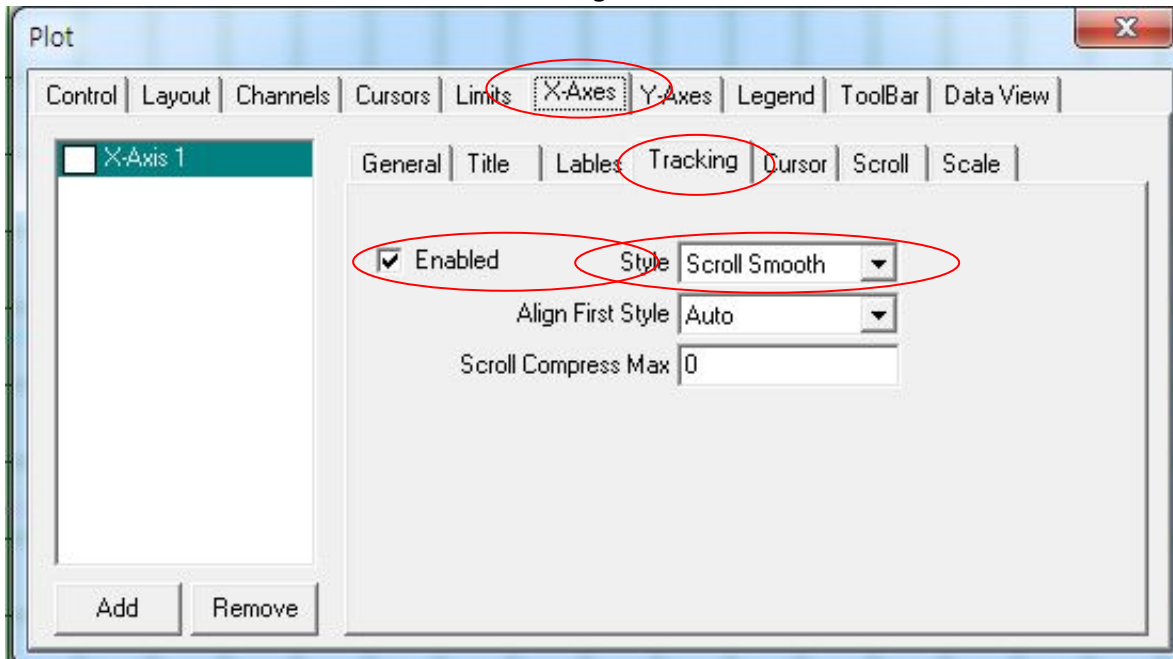 Plot
Control Layout Channels Cursors Limits X-Axes Y-Axes Legend ToolBar Data View
X-Axis 1
General Title Lables Tracking Cursor Scroll Scale
Enabled Style Scroll Smooth
Align First Style Auto
Scroll Compress Max 0
Add Remove